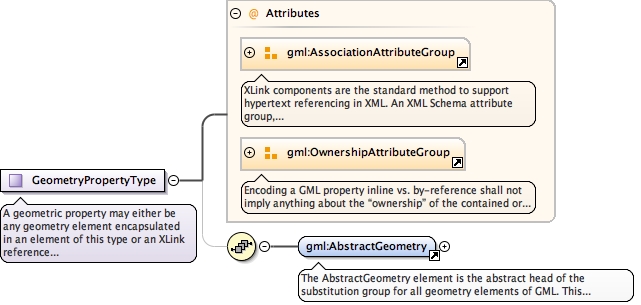 @ Attributes
gml:AssociationAttributeGroup
XLink components are the standard method to support
hypertext referencing in XML. An XML Schema attribute
group,...
gml:OwnershipAttributeGroup
Encoding a GML property inline vs. by-reference shall not
imply anything about the “ownership” of the contained or...
GeometryPropertyType
A geometric property may either be
any geometry element encapsulated
in an element of this type or an XLink
reference...
gml:AbstractGeometry
The AbstractGeometry element is the abstract head of the
substitution group for all geometry elements of GML. This...